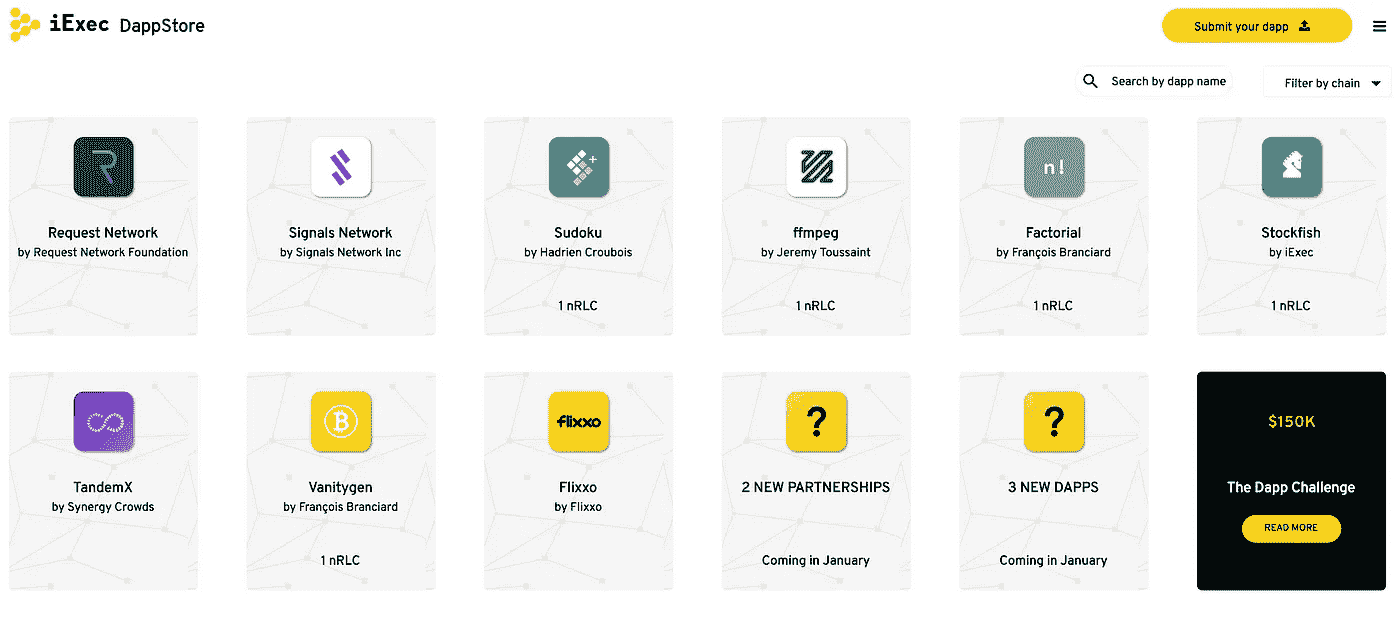 iExec DappStore
Submit your dapp
Search by dapp name
Filter by chain
R
Request Network
by Request Network Foundation
Signals Network
by Signals Network Inc
Sudoku
by Hadrien Croubois
1 nRLC
ffmpeg
by Jeremy Toussaint
1 nRLC
n!
Factorial
by François Branciard
1 nRLC
Stockfish
by iExec
1 nRLC
TandemX
by Synergy Crowds
B
Vanitygen
by François Branciard
1 nRLC
flixxo
Flixxo
by Flixxo
?
2 NEW PARTNERSHIPS
Coming in January
?
3 NEW DAPPS
Coming in January
$150K
The Dapp Challenge
READ MORE